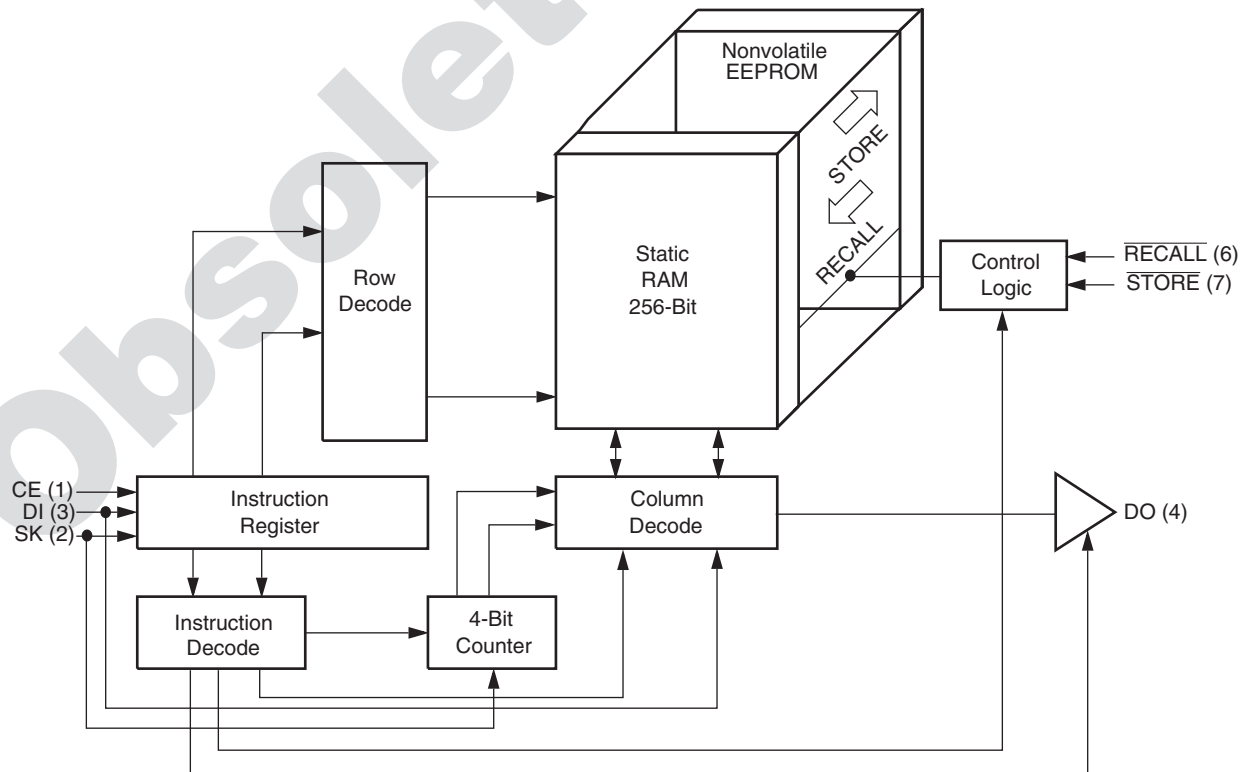 Obsolete
Nonvolatile
EEPROM
STORE
RECALL
Row
Decode
Static
RAM
256-Bit
Control
Logic
RECALL (6)
STORE (7)
CE (1)
DI (3)
SK (2)
Instruction
Register
Column
Decode
DO (4)
Instruction
Decode
4-Bit
Counter